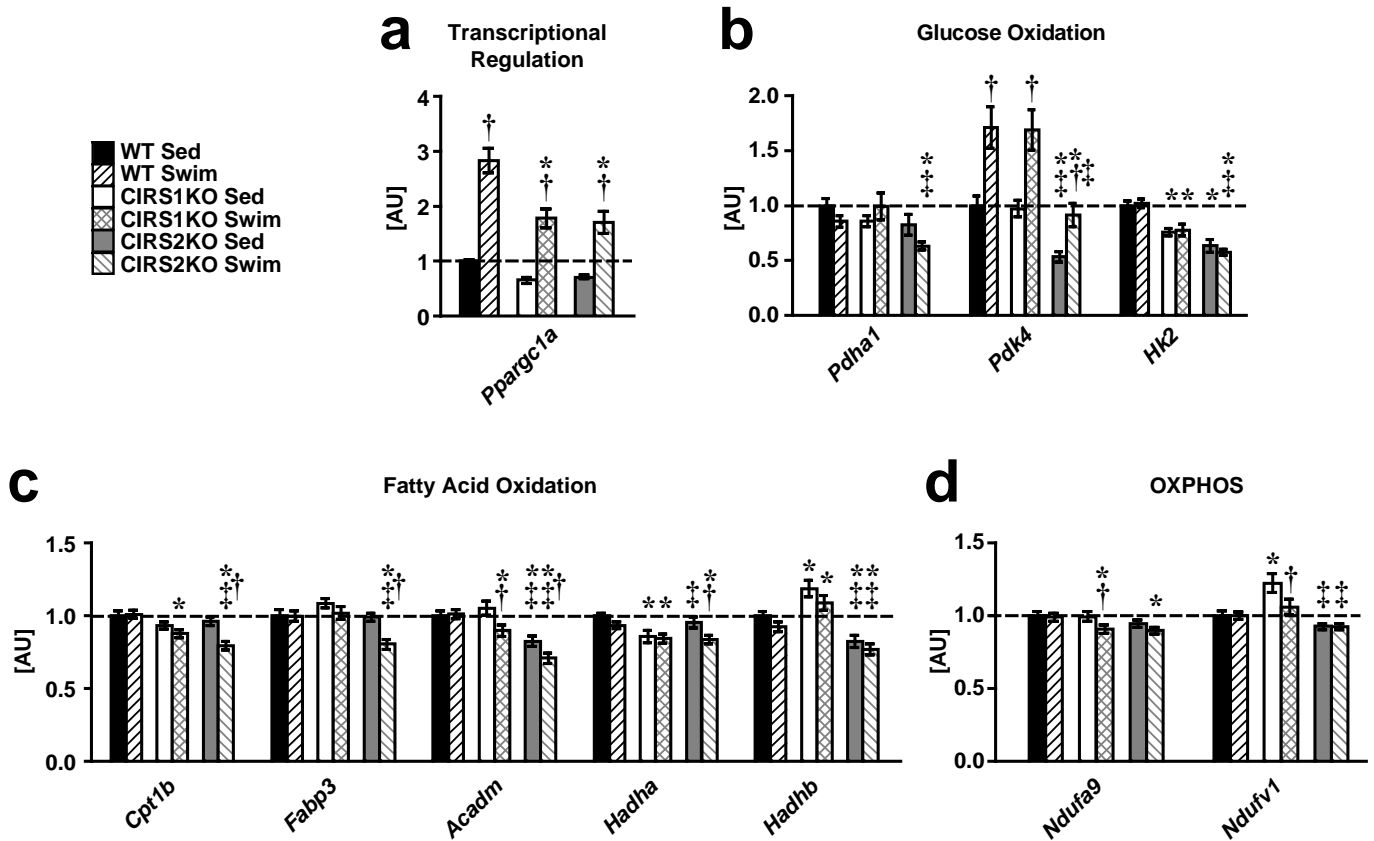 a
Transcriptional
Regulation
b
Glucose Oxidation
WT Sed
WT Swim
CIRS1KO Sed
CIRS1KO Swim
CIRS2KO Sed
CIRS2KO Swim
[AU]
4
3
2
1
0
†
*
†
*
†
Ppargc1a
[AU]
2.0
1.5
1.0
0.5
0.0
*
‡
†
†
*
‡
*
†
‡
*
*
*
*
‡
Pdha1
Pdk4
Hk2
c
Fatty Acid Oxidation
[AU]
1.5
1.0
0.5
0.0
*
*
‡
†
*
‡
†
*
†
*
‡
*
‡
†
*
*
‡
*
†
*
*
*
‡
*
‡
Cpt1b
Fabp3
Acadm
Hadha
Hadhb
d
OXPHOS
[AU]
1.5
1.0
0.5
0.0
*
†
*
*
†
‡
‡
Ndufa9
Ndufv1